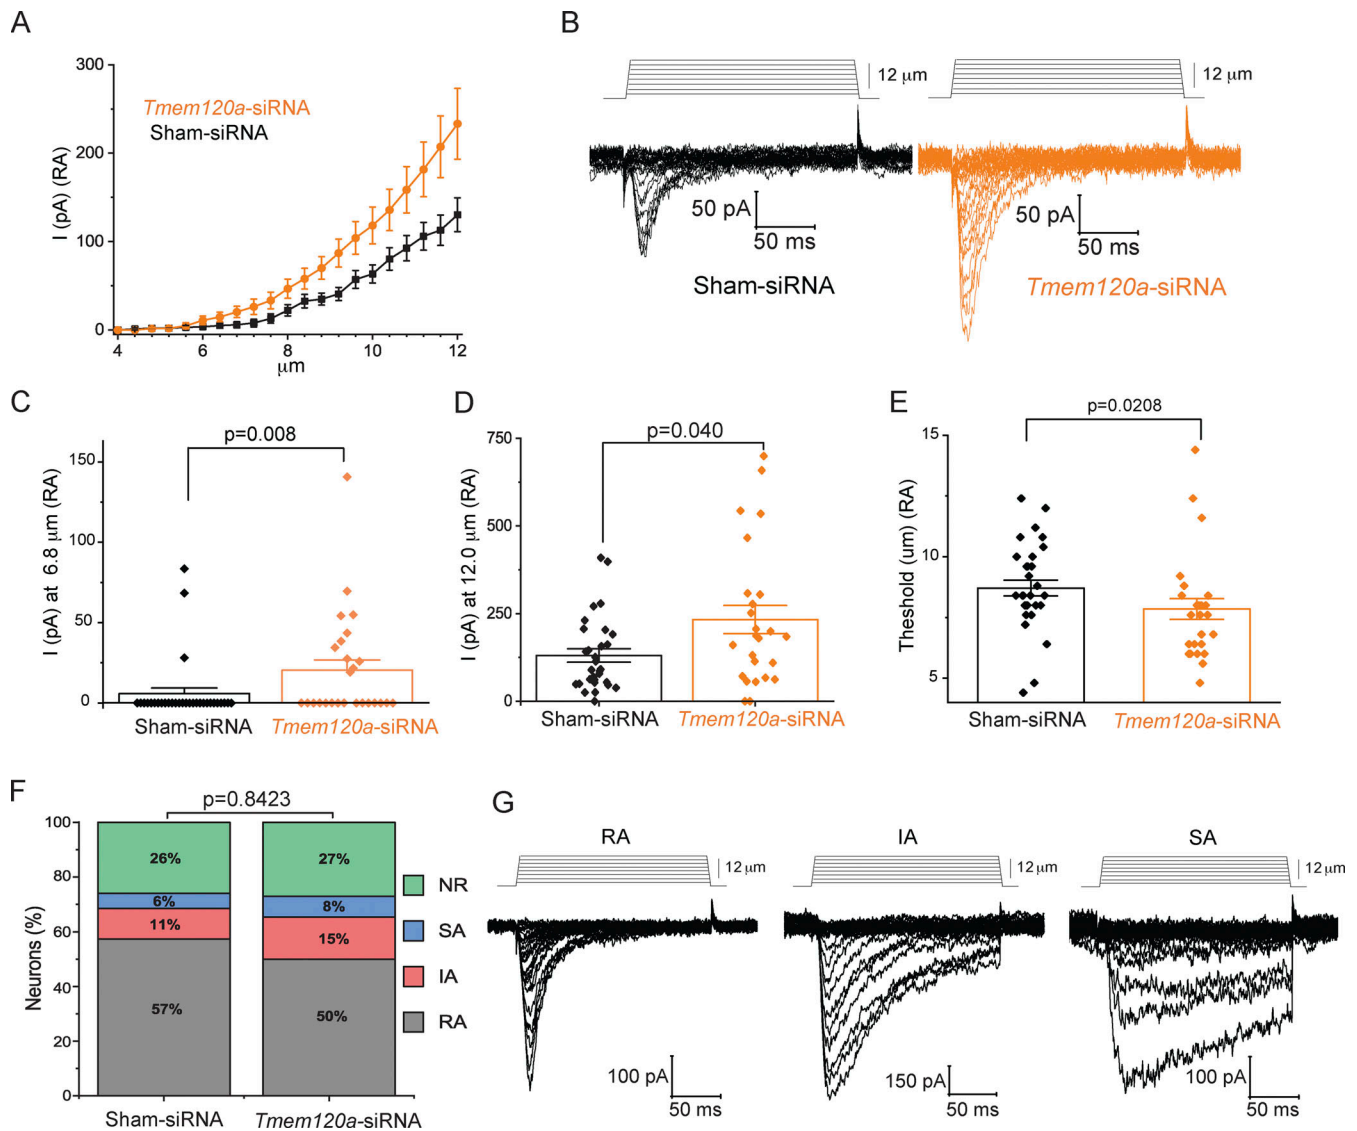 A
300
200
100
0
I (pA) (RA)
Tmem120a-siRNA
Sham-siRNA
4
6
8
10
12
μm
B
12 μm
12 μm
50 pA
50 ms
50 pA
50 ms
Sham-siRNA
Tmem120a-siRNA
C
p=0.008
150
100
50
0
I (pA) at 6.8 μm (RA)
Sham-siRNA
Tmem120a-siRNA
D
p=0.040
750
500
250
0
I (pA) at 12.0 μm (RA)
Sham-siRNA
Tmem120a-siRNA
E
p=0.0208
15
10
5
Theshold (um) (RA)
Sham-siRNA
Tmem120a-siRNA
F
p=0.8423
100
80
60
40
20
0
Neurons (%)
26%
6%
11%
57%
27%
8%
15%
50%
NR
SA
IA
RA
Sham-siRNA
Tmem120a-siRNA
G
RA
IA
SA
12 μm
12 μm
12 μm
100 pA
50 ms
150 pA
50 ms
100 pA
50 ms